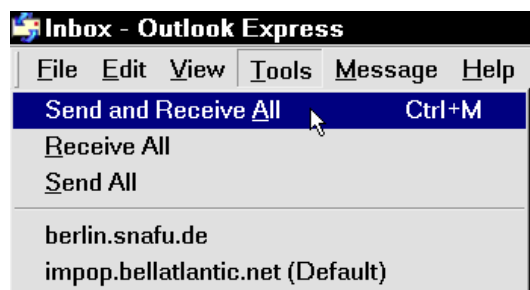 Inbox - Outlook Express
File Edit View Tools Message Help
Send and Receive All Ctrl+M
Receive All
Send All
berlin.snafu.de
impop.bellatlantic.net (Default)